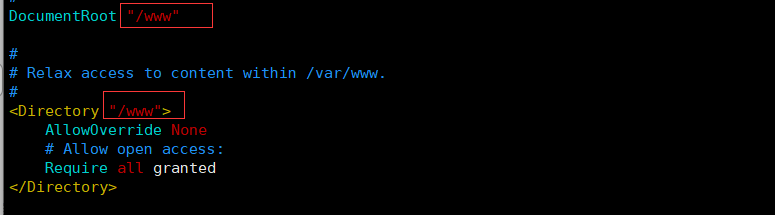 DocumentRoot "/www"
#
# Relax access to content within /var/www.
#
<Directory "/www">
    AllowOverride None
    # Allow open access:
    Require all granted
</Directory>